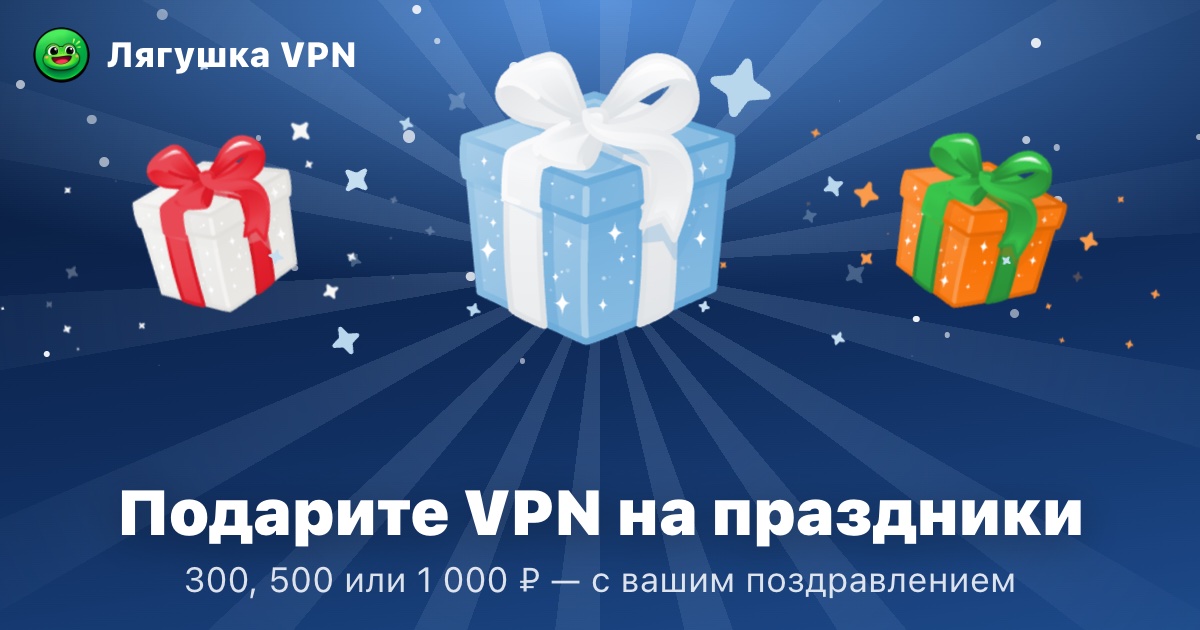 Лягушка VPN
Подарите VPN на праздники
300, 500 или 1 000 ₽ — с вашим поздравлением